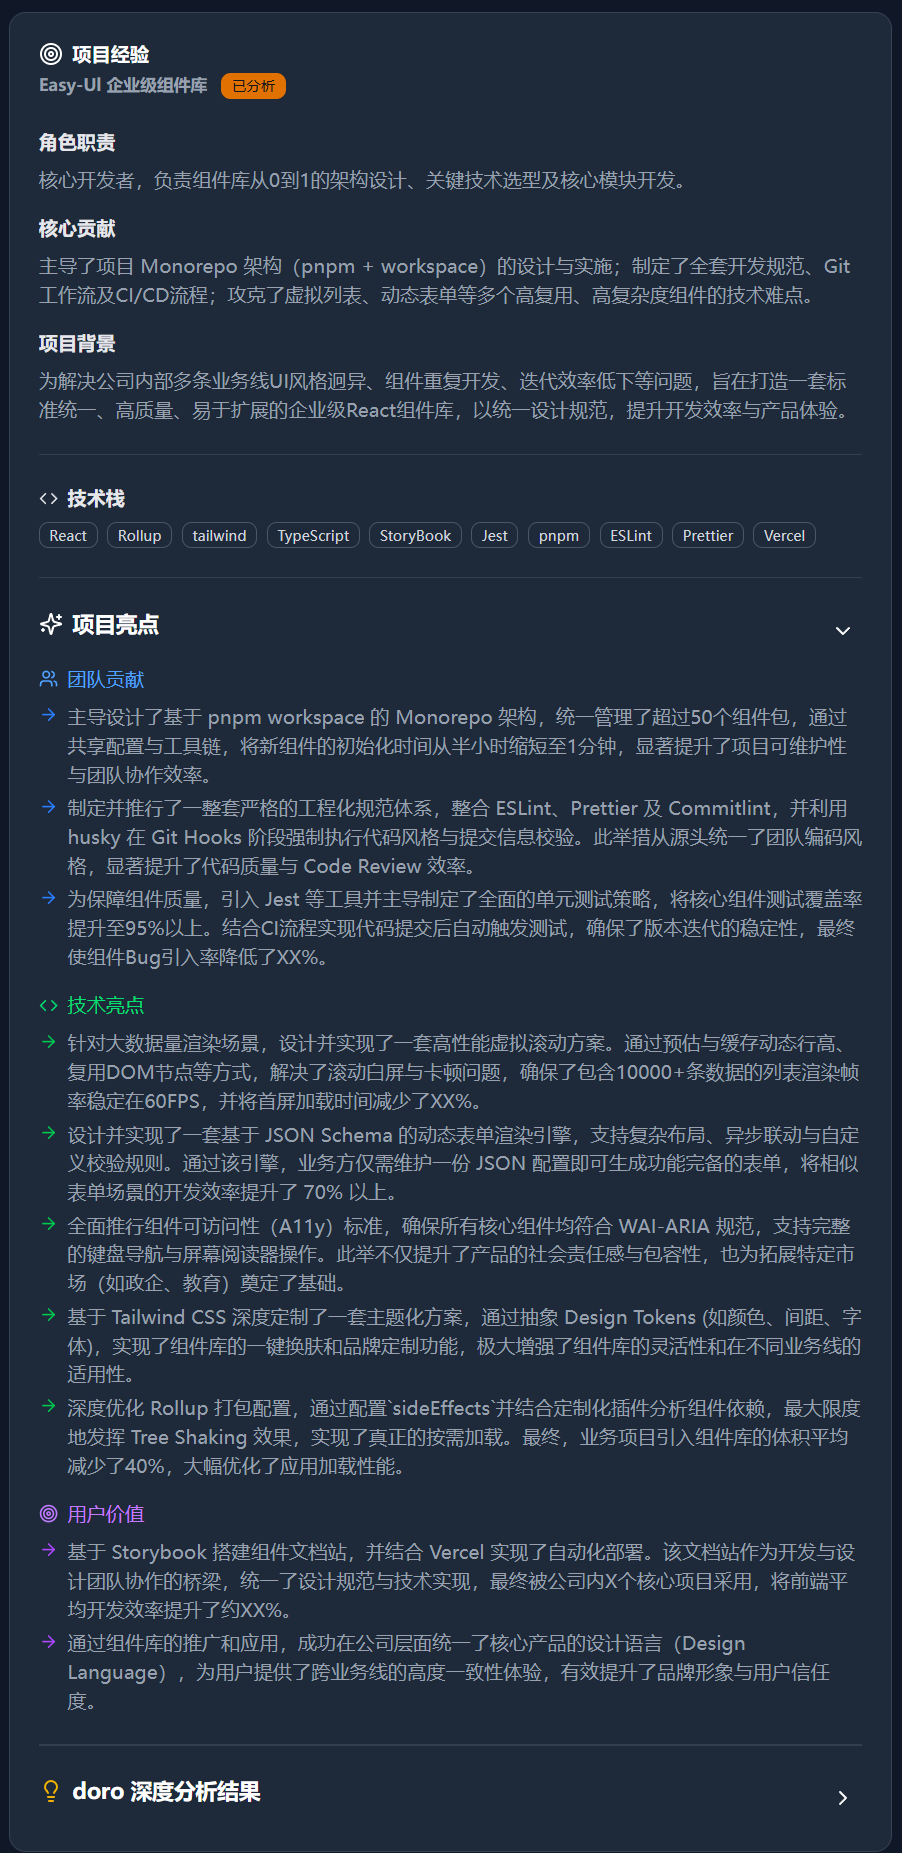 项目经验
Easy-UI 企业级组件库 已分析
角色职责
核心开发者，负责组件库从0到1的架构设计、关键技术选型及核心模块开发。
核心贡献
主导了项目 Monorepo 架构（pnpm + workspace）的设计与实施；制定了全套开发规范、Git
工作流及CI/CD流程；攻克了虚拟列表、动态表单等多个高复用、高复杂度组件的技术难点。
项目背景
为解决公司内部多条业务线UI风格迥异、组件重复开发、迭代效率低下等问题，旨在打造一套标
准统一、高质量、易于扩展的企业级React组件库，以统一设计规范，提升开发效率与产品体验。
技术栈
React Rollup tailwind TypeScript StoryBook Jest pnpm ESLint Prettier Vercel
项目亮点
团队贡献
主导设计了基于 pnpm workspace 的 Monorepo 架构，统一管理了超过50个组件包，通过
共享配置与工具链，将新组件的初始化时间从半小时缩短至1分钟，显著提升了项目可维护性
与团队协作效率。
制定并推行了一整套严格的工程化规范体系，整合 ESLint、Prettier 及 Commitlint，并利用
husky 在 Git Hooks 阶段强制执行代码风格与提交信息校验。此举措从源头统一了团队编码风
格，显著提升了代码质量与 Code Review 效率。
为保障组件质量，引入 Jest 等工具并主导制定了全面的单元测试策略，将核心组件测试覆盖率
提升至95%以上。结合CI流程实现代码提交后自动触发测试，确保了版本迭代的稳定性，最终
使组件Bug引入率降低了XX%。
技术亮点
针对大数据量渲染场景，设计并实现了一套高性能虚拟滚动方案。通过预估与缓存动态行高、
复用DOM节点等方式，解决了滚动白屏与卡顿问题，确保了包含10000+条数据的列表渲染帧
率稳定在60FPS，并将首屏加载时间减少了XX%。
设计并实现了一套基于 JSON Schema 的动态表单渲染引擎，支持复杂布局、异步联动与自定
义校验规则。通过该引擎，业务方仅需维护一份 JSON 配置即可生成功能完备的表单，将相似
表单场景的开发效率提升了 70% 以上。
全面推行组件可访问性（A11y）标准，确保所有核心组件均符合 WAI-ARIA 规范，支持完整
的键盘导航与屏幕阅读器操作。此举不仅提升了产品的社会责任感与包容性，也为拓展特定市
场（如政企、教育）奠定了基础。
基于 Tailwind CSS 深度定制了一套主题化方案，通过抽象 Design Tokens (如颜色、间距、字
体)，实现了组件库的一键换肤和品牌定制功能，极大增强了组件库的灵活性和在不同业务线的
适用性。
深度优化 Rollup 打包配置，通过配置`sideEffects`并结合定制化插件分析组件依赖，最大限度
地发挥 Tree Shaking 效果，实现了真正的按需加载。最终，业务项目引入组件库的体积平均
减少了40%，大幅优化了应用加载性能。
用户价值
基于 Storybook 搭建组件文档站，并结合 Vercel 实现了自动化部署。该文档站作为开发与设
计团队协作的桥梁，统一了设计规范与技术实现，最终被公司内X个核心项目采用，将前端平
均开发效率提升了约XX%。
通过组件库的推广和应用，成功在公司层面统一了核心产品的设计语言（Design
Language），为用户提供了跨业务线的高度一致性体验，有效提升了品牌形象与用户信任
度。
doro 深度分析结果